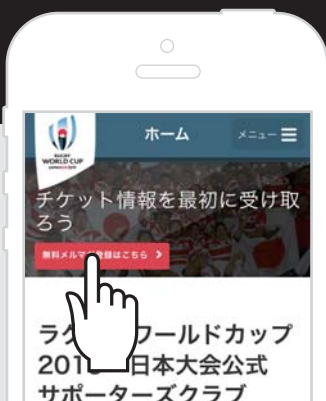 RUGBY
WORLD CUP
ホーム
メニュー
チケット情報を最初に受け取
ろう
無料メルマ 登録はこちら
ラ ワールドカップ
201 日本大会公式
サポーターズクラブ